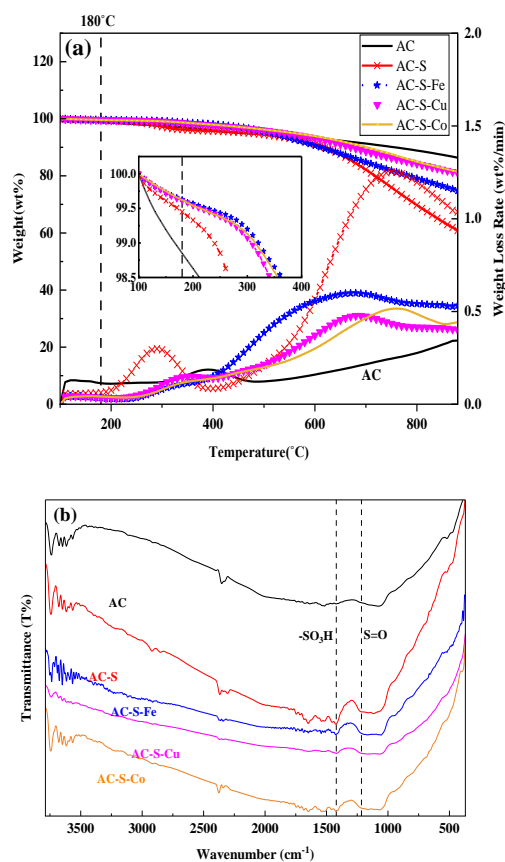 180°C
(a)
AC
AC-S
AC-S-Fe
AC-S-Cu
AC-S-Co
120
100
80
60
40
20
0
Weight(wt%)
2.0
1.5
1.0
0.5
0.0
Weight Loss Rate (wt%/min)
100.0
99.5
99.0
98.5
100 200 300 400
AC
200 400 600 800
Temperature(°C)
(b)
AC
-SO3H
S=O
AC-S
AC-S-Fe
AC-S-Cu
AC-S-Co
Transmittance (T%)
3750 3000 2250 2000 1500 1000 500
Wavenumber (cm-1)